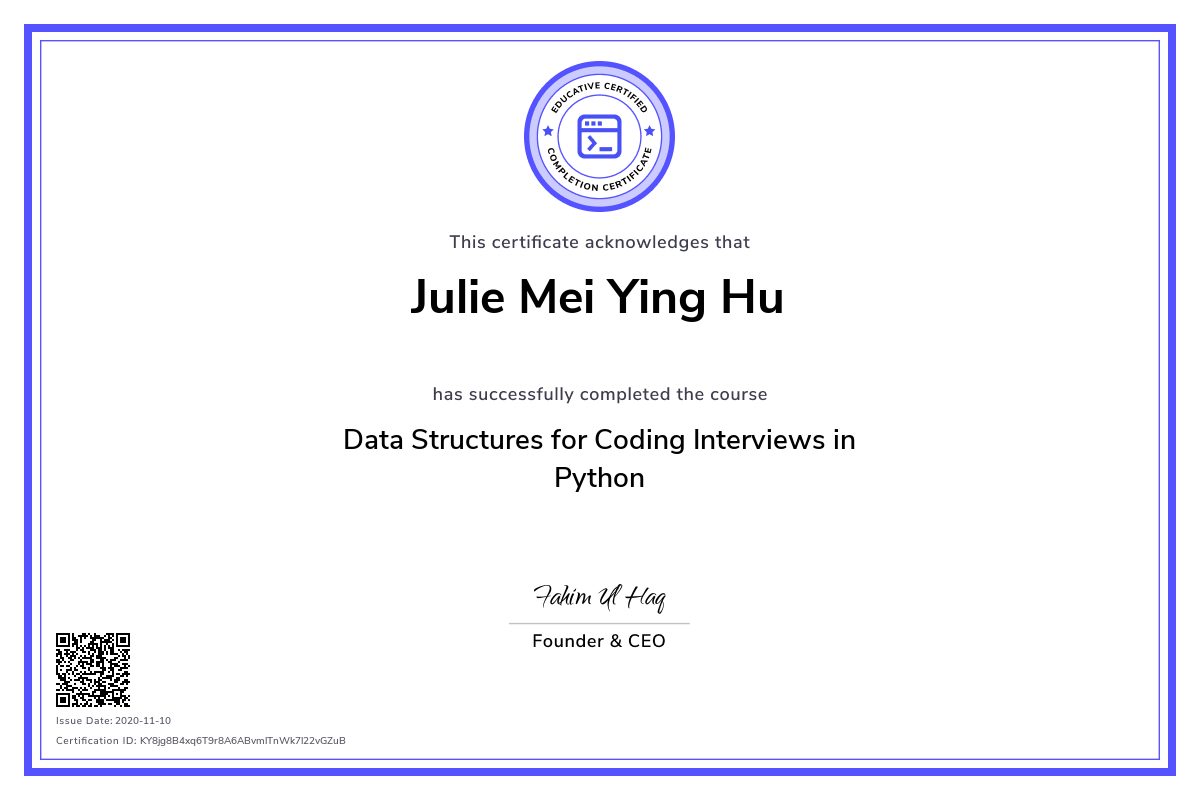 EDUCATIVE CERTIFIED
COMPLETION CERTIFICATE
This certificate acknowledges that
Julie Mei Ying Hu
has successfully completed the course
Data Structures for Coding Interviews in
Python
Fahim Ul Haq
Founder & CEO
Issue Date: 2020-11-10
Certification ID: KY8jg8B4xq6T9r8A6ABvmlTnWk7l22vGZuB